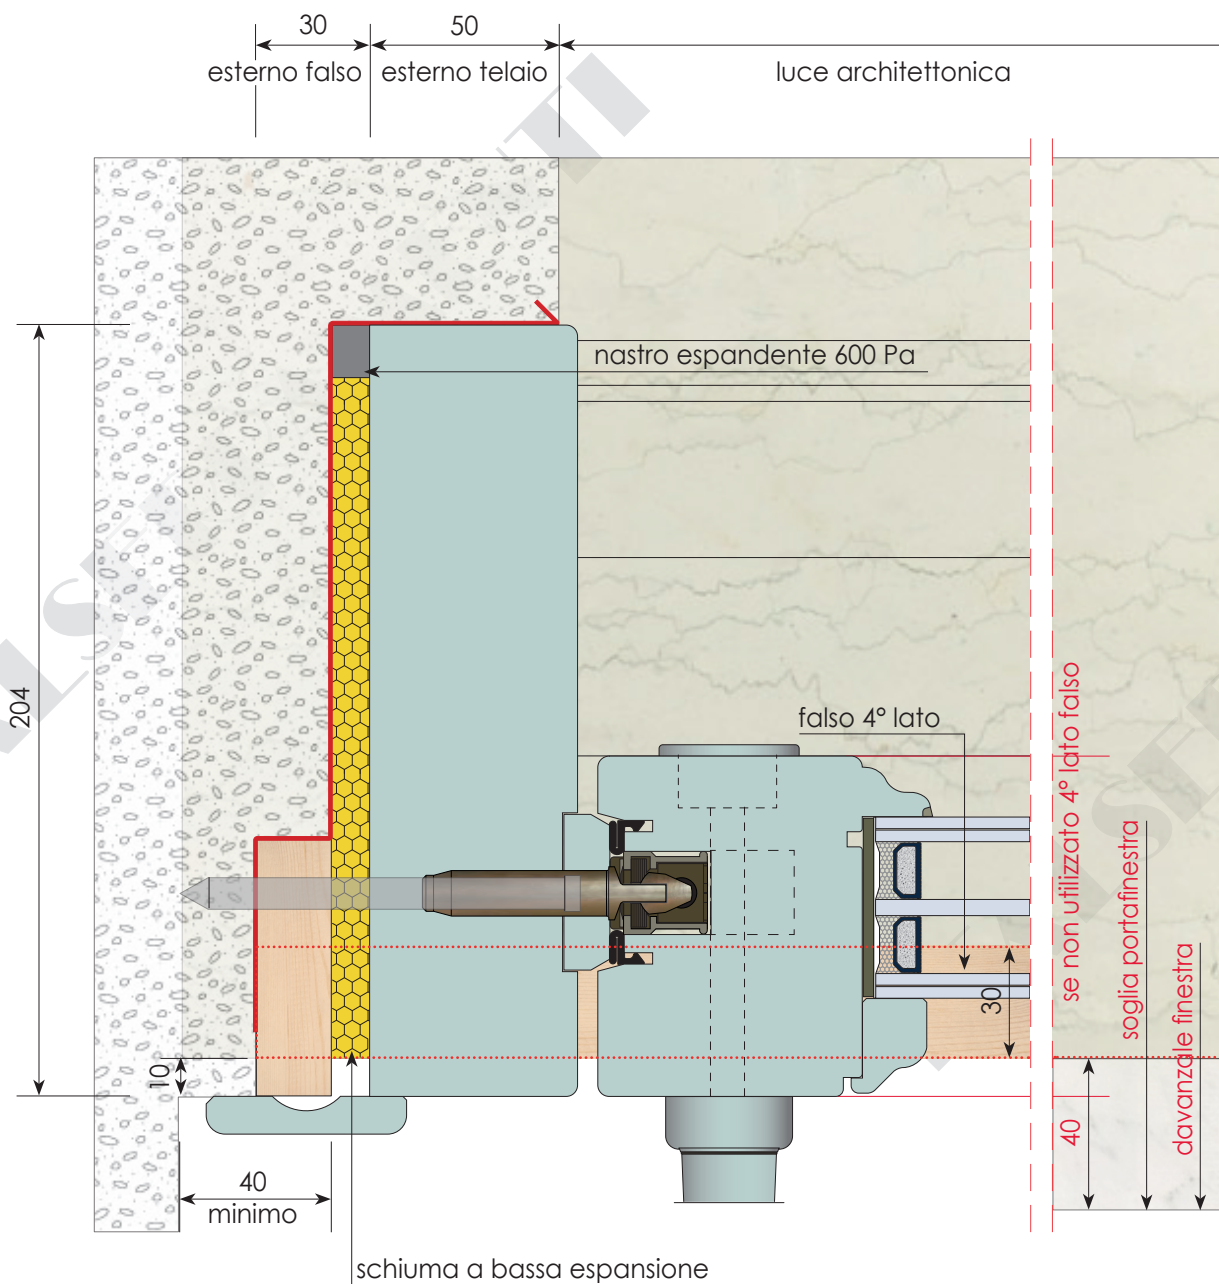 30
50
esterno falso
esterno telaio
luce architettonica
nastro espandente 600 Pa
204
falso 4° lato
se non utilizzato 4° lato falso
soglia portafinestra
davanzale finestra
30
10
40
40
minimo
schiuma a bassa espansione